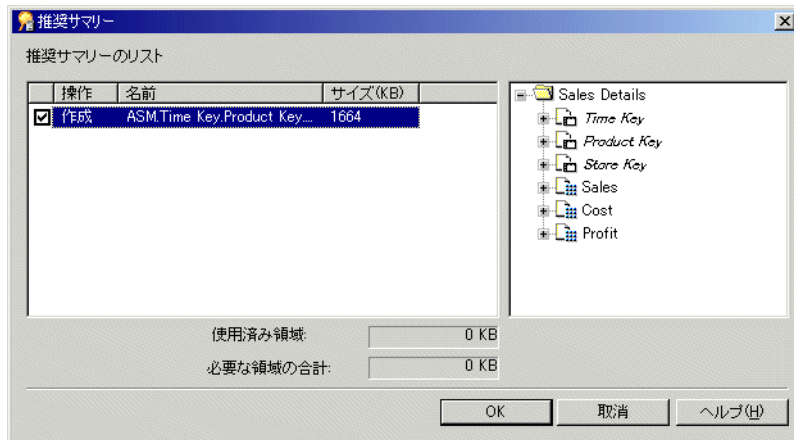 推奨サマリー
推奨サマリーのリスト
操作 名前 サイズ(KB)
作成 ASM.Time Key.Product Key.... 1664
Sales Details
Time Key
Product Key
Store Key
Sales
Cost
Profit
使用済み領域: 0 KB
必要な領域の合計: 0 KB
OK 取消 ヘルプ(H)